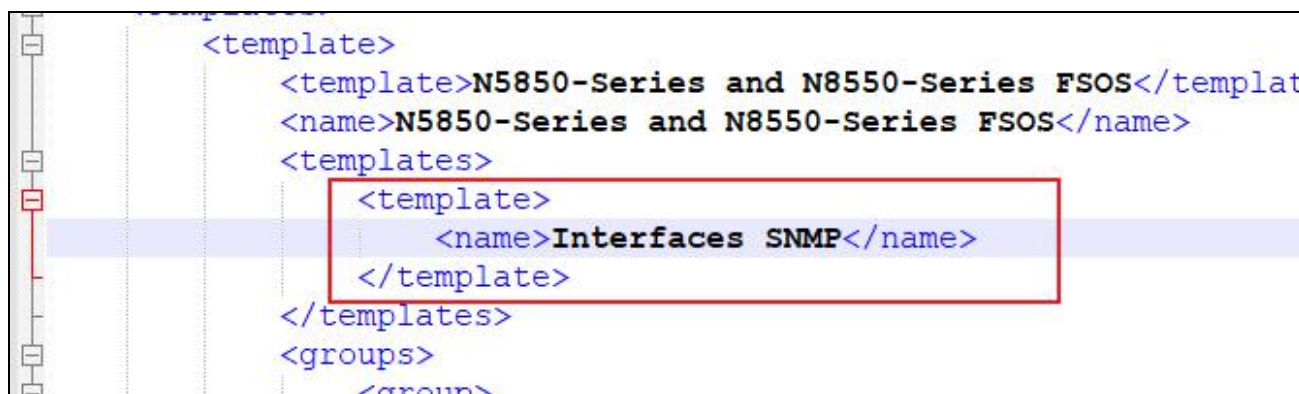 <template>
<template>N5850-Series and N8550-Series FSOS</templat
<name>N5850-Series and N8550-Series FSOS</name>
<templates>
<template>
<name>Interfaces SNMP</name>
</template>
</templates>
<groups>
<group>